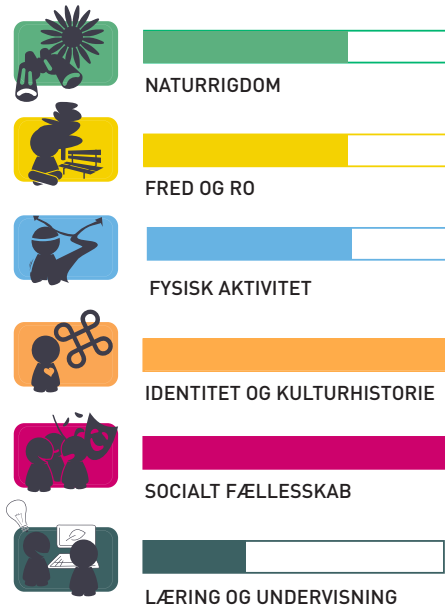 NATURRIGDOM
FRED OG RO
FYSISK AKTIVITET
IDENTITET OG KULTURHISTORIE
SOCIALT FÆLLESSKAB
LÆRING OG UNDERVISNING